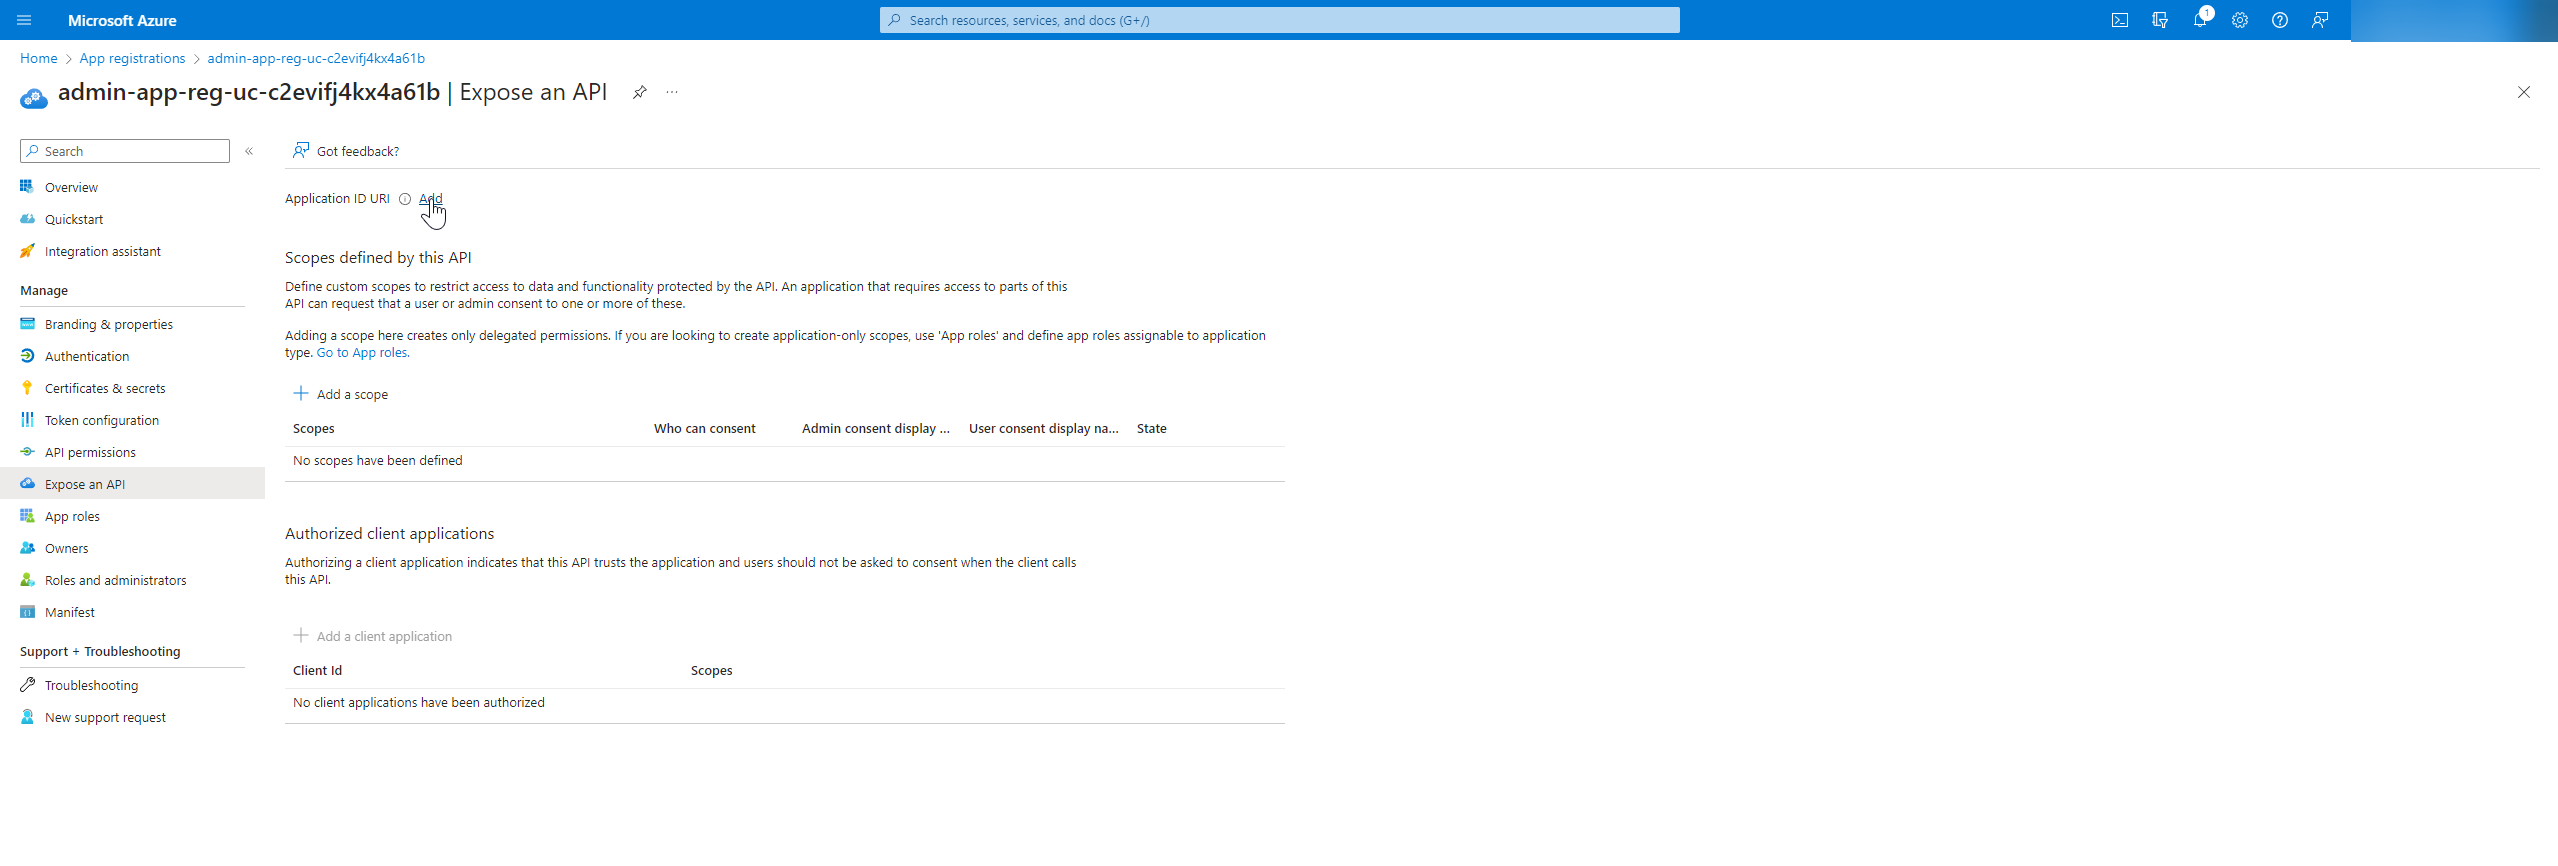 Microsoft Azure
Search resources, services, and docs (G+/)
1
Home > App registrations > admin-app-reg-uc-c2evifj4kx4a61b
admin-app-reg-uc-c2evifj4kx4a61b | Expose an API
Search
Got feedback?
Overview
Quickstart
Integration assistant
Manage
Branding & properties
Authentication
Certificates & secrets
Token configuration
API permissions
Expose an API
App roles
Owners
Roles and administrators
Manifest
Support + Troubleshooting
Troubleshooting
New support request
Application ID URI Add
Scopes defined by this API
Define custom scopes to restrict access to data and functionality protected by the API. An application that requires access to parts of this
API can request that a user or admin consent to one or more of these.
Adding a scope here creates only delegated permissions. If you are looking to create application-only scopes, use 'App roles' and define app roles assignable to application
type. Go to App roles.
Add a scope
Scopes Who can consent Admin consent display ... User consent display na... State
No scopes have been defined
Authorized client applications
Authorizing a client application indicates that this API trusts the application and users should not be asked to consent when the client calls
this API.
Add a client application
Client Id Scopes
No client applications have been authorized